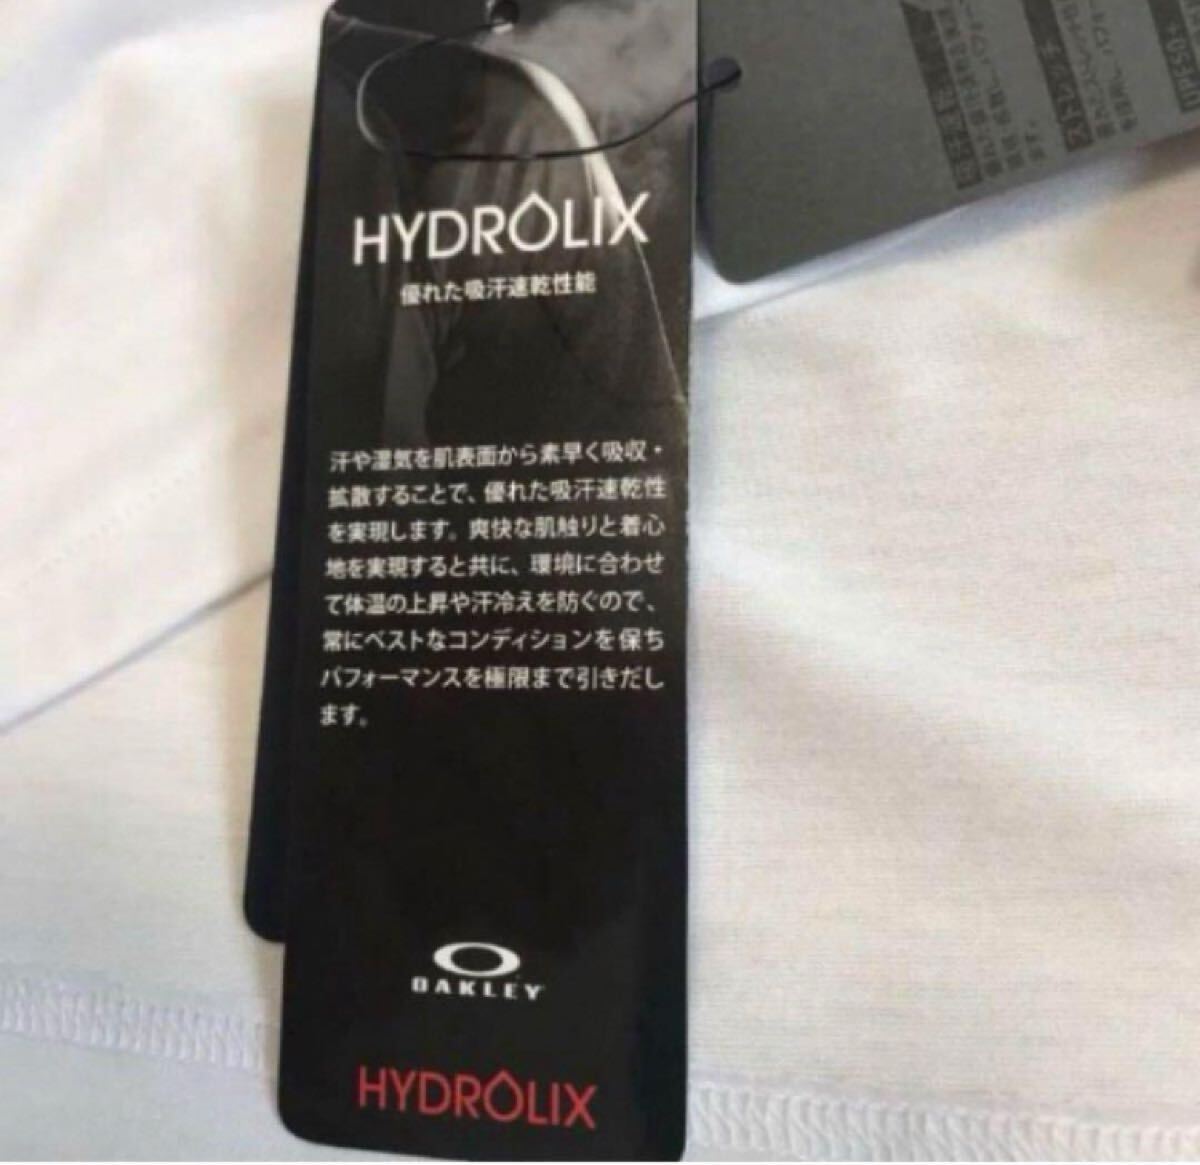 HYDROLIX
優れた吸汗速乾性能
汗や湿気を肌表面から素早く吸収・
拡散することで、優れた吸汗速乾性
を実現します。爽快な肌触りと着心
地を実現すると共に、環境に合わせ
て体温の上昇や汗冷えを防ぐので、
常にベストなコンディションを保ち
パフォーマンスを極限まで引きだし
ます。
OAKLEY
HYDROLIX
ストレッチ